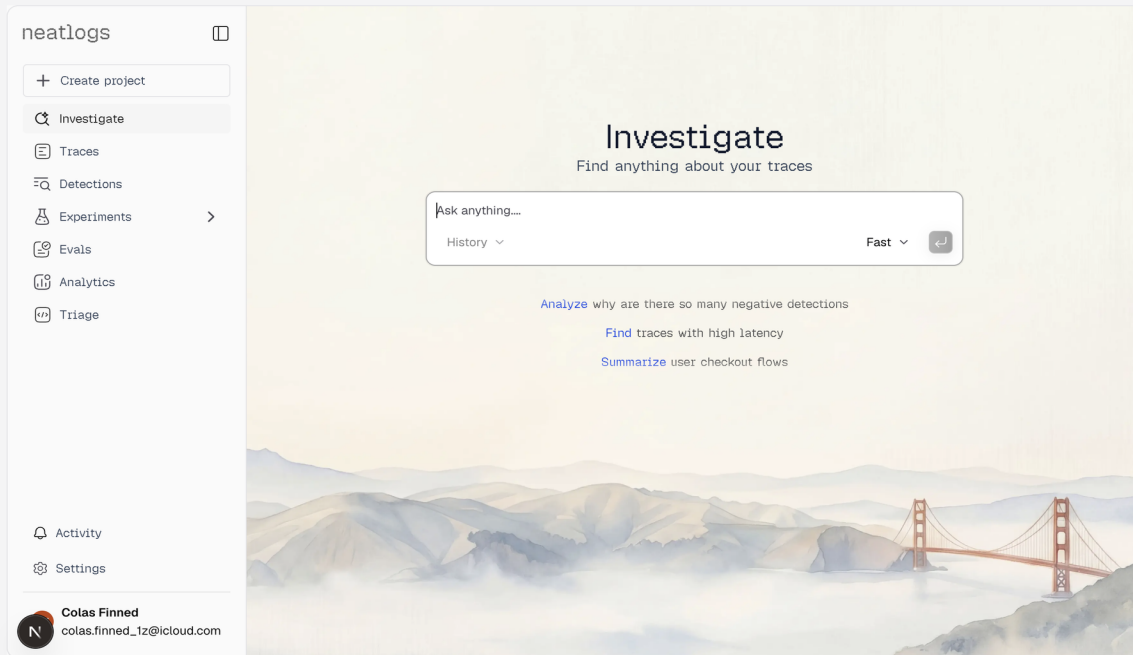 neatlogs
Create project
Investigate
Traces
Detections
Experiments
Evals
Analytics
Triage
Activity
Settings
Colas Finned
colas.finned_1z@icloud.com
N
Investigate
Find anything about your traces
Ask anything....
History
Fast
Analyze why are there so many negative detections
Find traces with high latency
Summarize user checkout flows